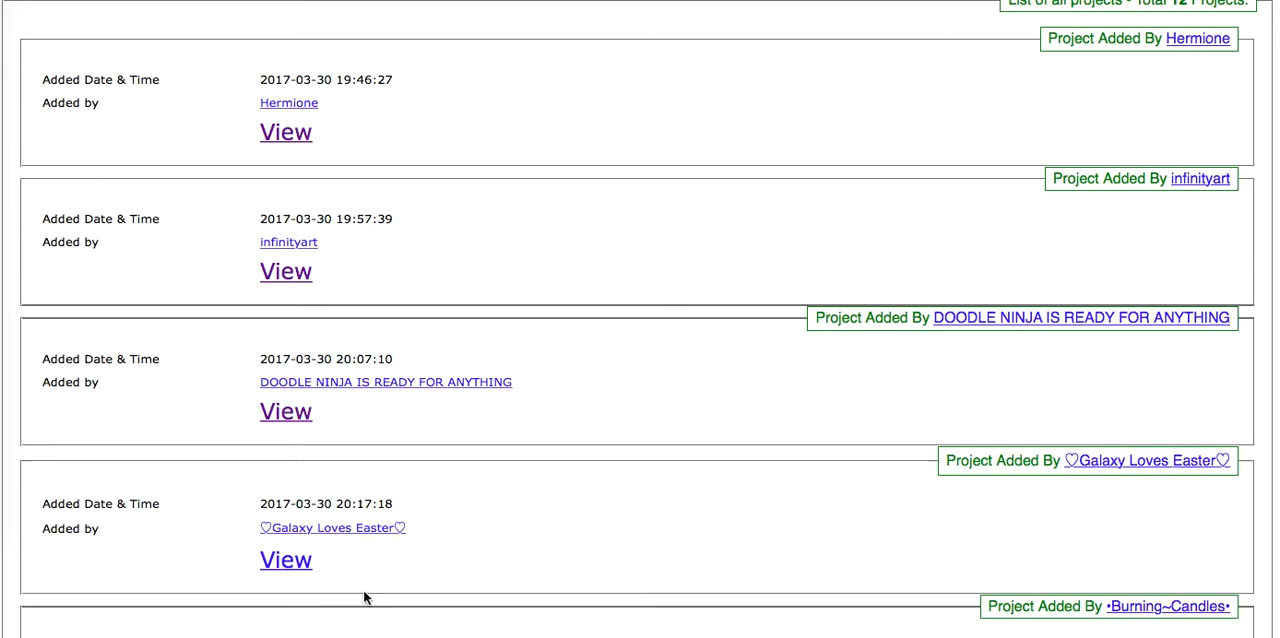 List of all projects - Total 12 Projects.
Project Added By Hermione
Added Date & Time 2017-03-30 19:46:27
Added by Hermione
View
Project Added By infinityart
Added Date & Time 2017-03-30 19:57:39
Added by infinityart
View
Project Added By DOODLE NINJA IS READY FOR ANYTHING
Added Date & Time 2017-03-30 20:07:10
Added by DOODLE NINJA IS READY FOR ANYTHING
View
Project Added By ♡Galaxy Loves Easter♡
Added Date & Time 2017-03-30 20:17:18
Added by ♡Galaxy Loves Easter♡
View
Project Added By •Burning~Candles•